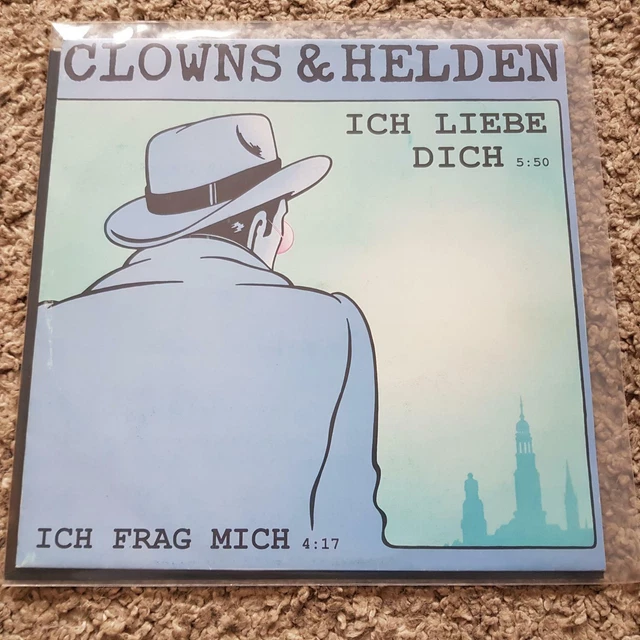 CLOWNS & HELDEN
ICH LIEBE
DICH 5:50
ICH FRAG MICH 4:17